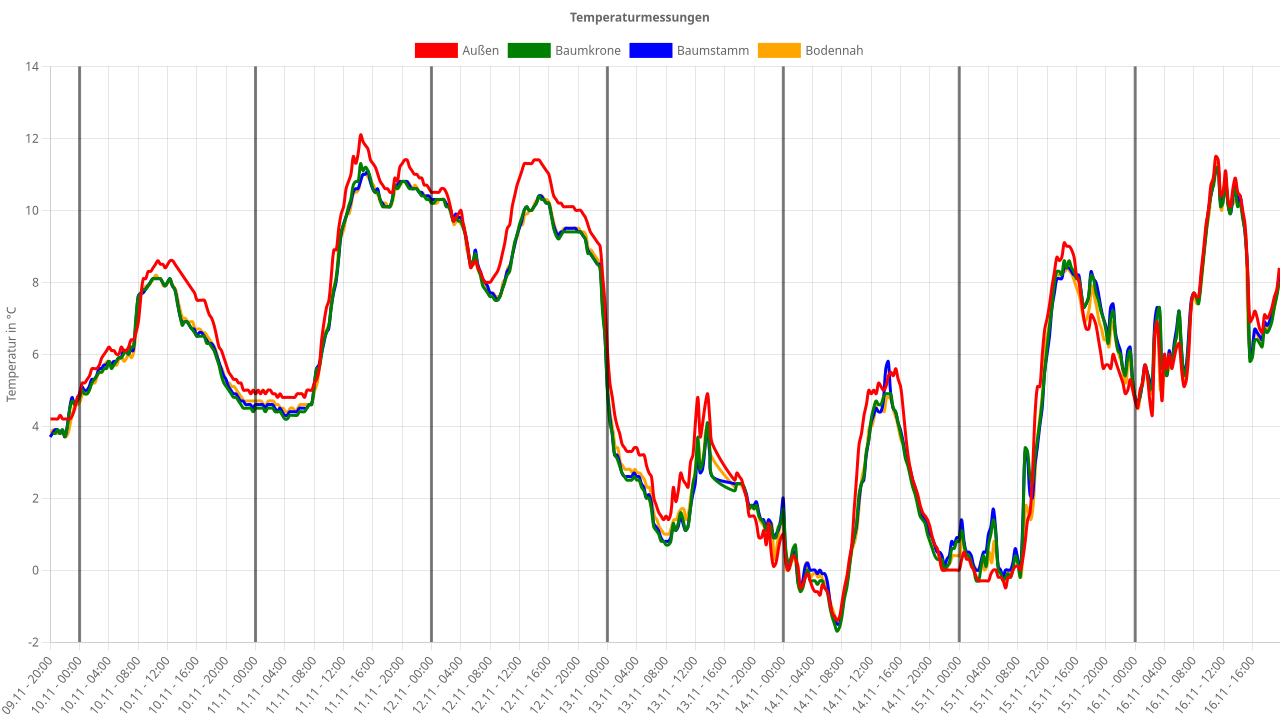 Temperaturmessungen
Außen Baumkrone Baumstamm Bodennah
Temperatur in °C
14
12
10
8
6
4
2
0
-2
09.11 - 20:00
10.11 - 00:00
10.11 - 04:00
10.11 - 08:00
10.11 - 12:00
10.11 - 16:00
10.11 - 20:00
11.11 - 00:00
11.11 - 04:00
11.11 - 08:00
11.11 - 12:00
11.11 - 16:00
11.11 - 20:00
12.11 - 00:00
12.11 - 04:00
12.11 - 08:00
12.11 - 12:00
12.11 - 16:00
12.11 - 20:00
13.11 - 00:00
13.11 - 04:00
13.11 - 08:00
13.11 - 12:00
13.11 - 16:00
13.11 - 20:00
14.11 - 00:00
14.11 - 04:00
14.11 - 08:00
14.11 - 12:00
14.11 - 16:00
14.11 - 20:00
15.11 - 00:00
15.11 - 04:00
15.11 - 08:00
15.11 - 12:00
15.11 - 16:00
15.11 - 20:00
16.11 - 00:00
16.11 - 04:00
16.11 - 08:00
16.11 - 12:00
16.11 - 16:00